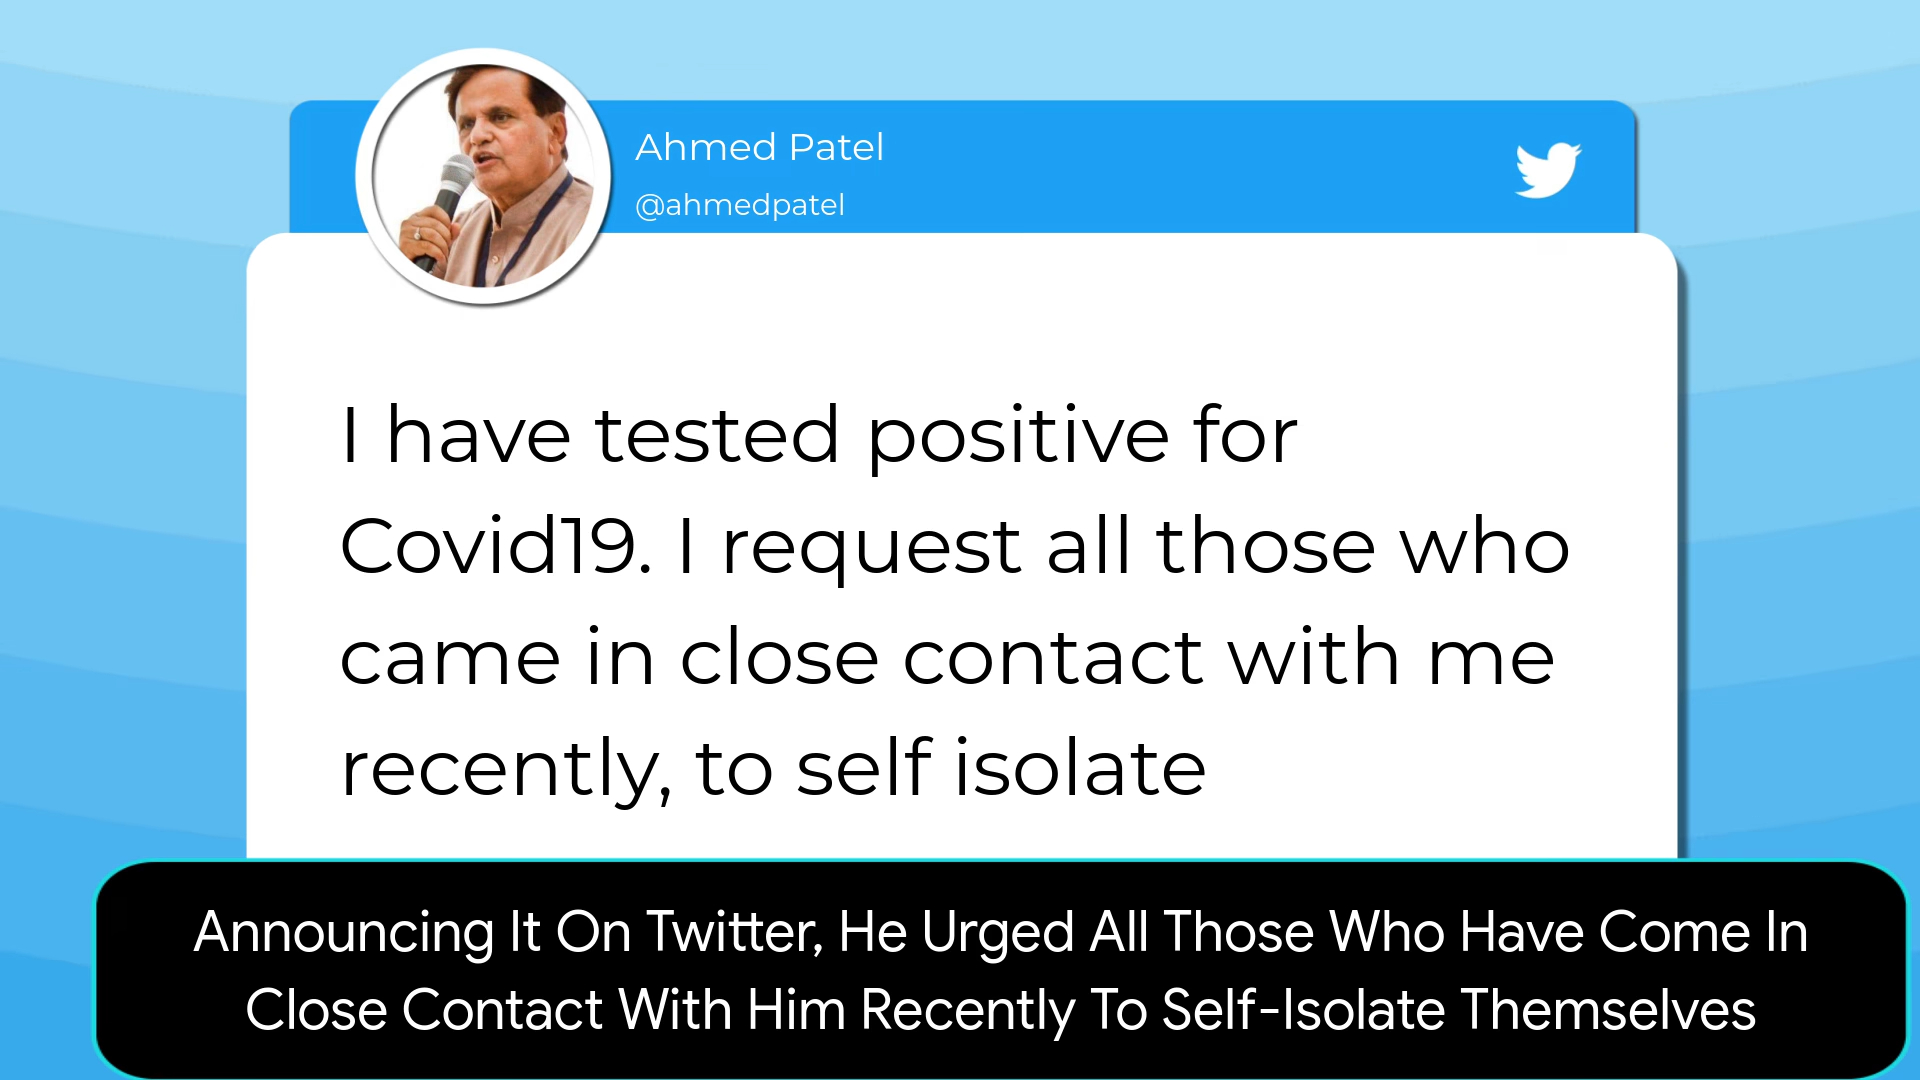 Ahmed Patel
@ahmedpatel
I have tested positive for
Covid19. I request all those who
came in close contact with me
recently, to self isolate
Announcing It On Twitter, He Urged All Those Who Have Come In
Close Contact With Him Recently To Self-Isolate Themselves